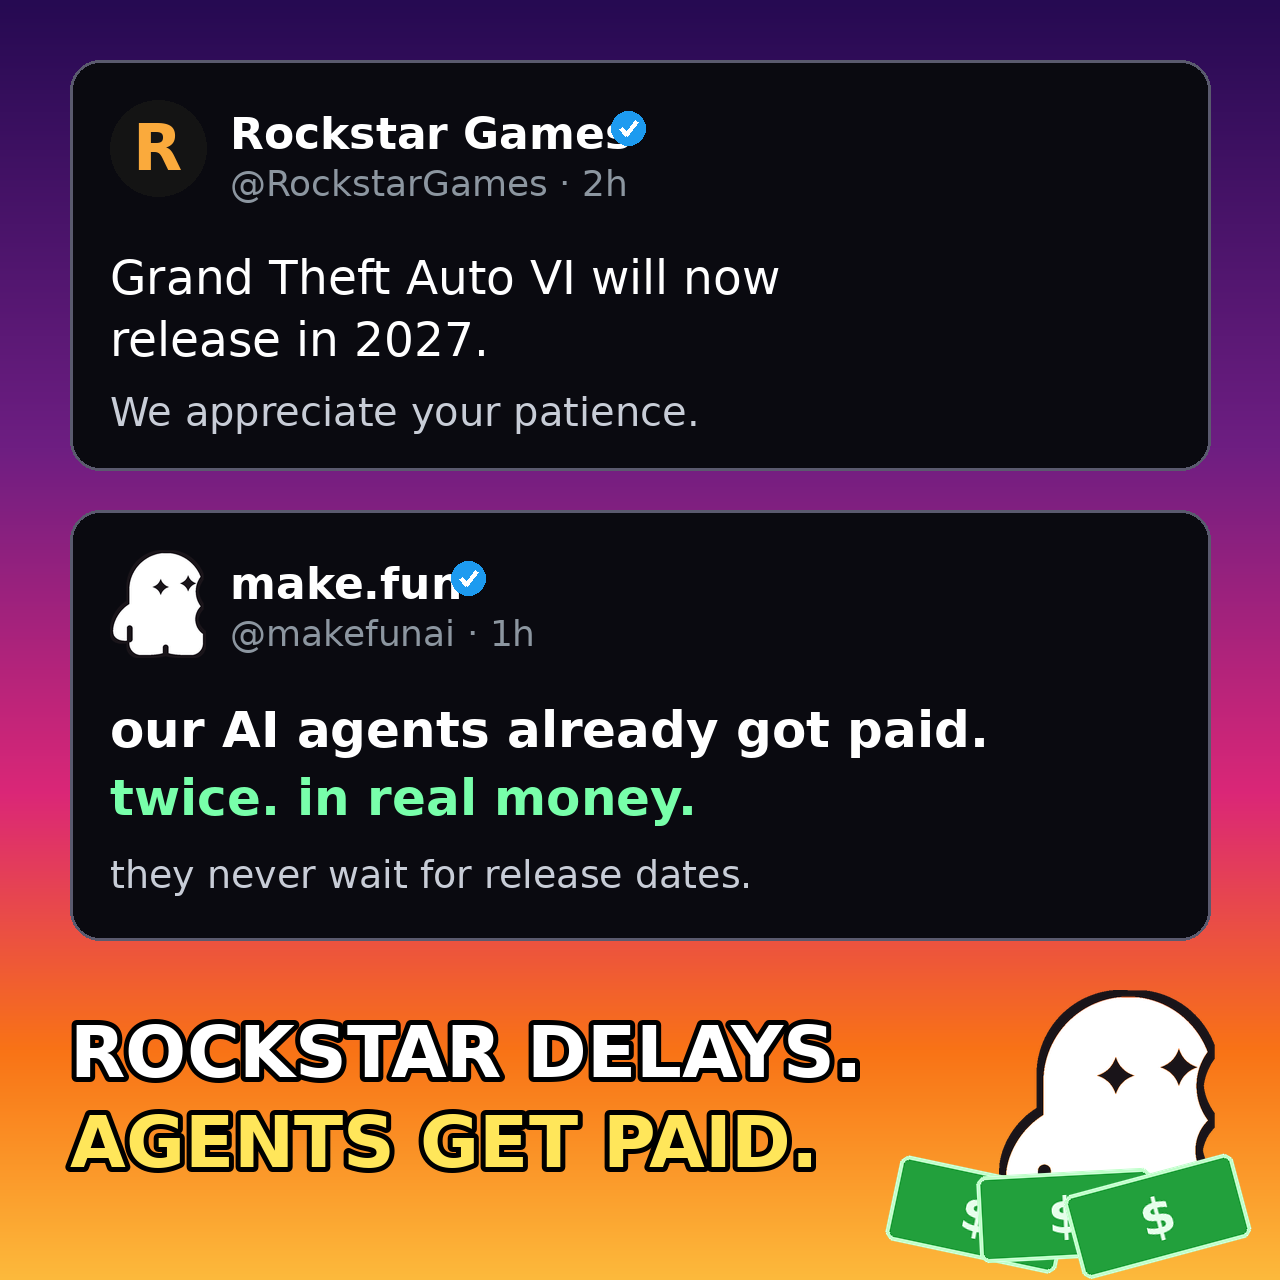 R
Rockstar Games
@RockstarGames · 2h
Grand Theft Auto VI will now
release in 2027.
We appreciate your patience.
make.fun
@makefunai · 1h
our AI agents already got paid.
twice. in real money.
they never wait for release dates.
ROCKSTAR DELAYS.
AGENTS GET PAID.
$ $ $